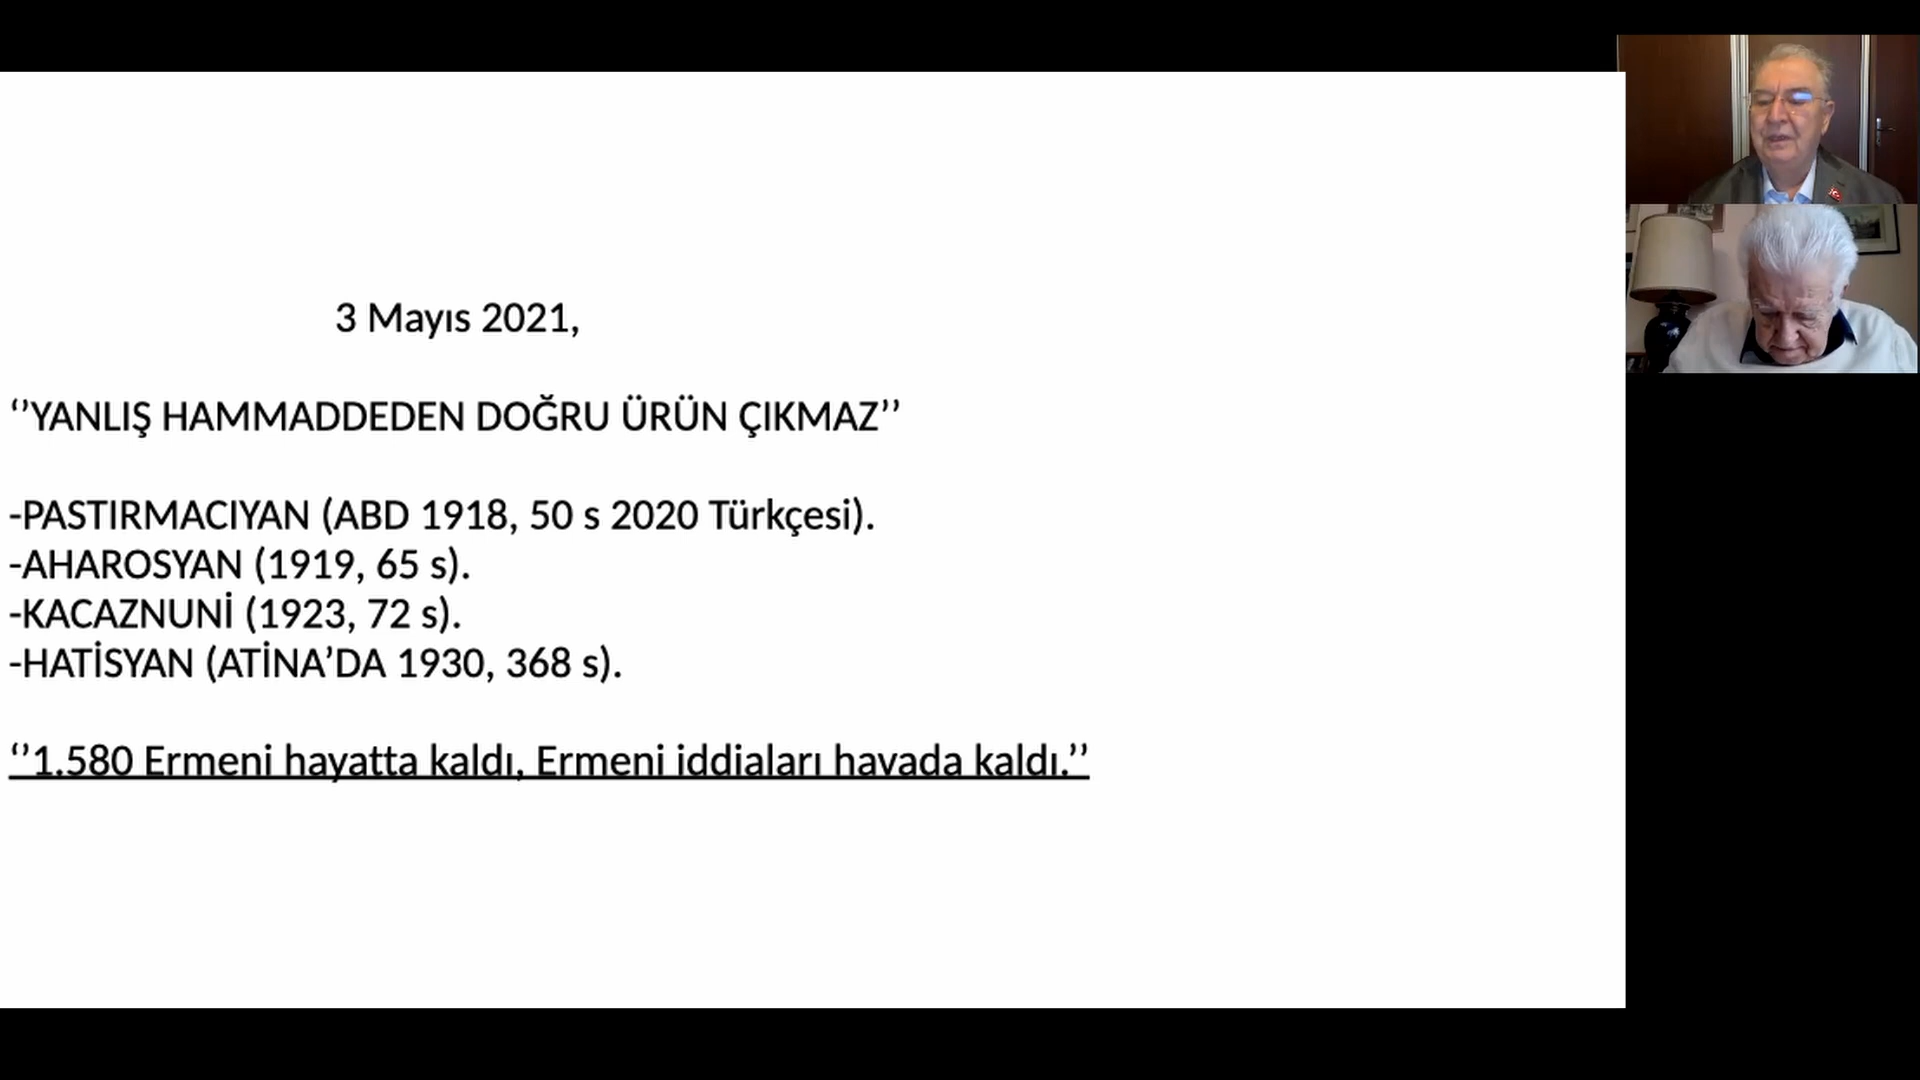 3 Mayıs 2021,
‘’YANLIŞ HAMMADDEDEN DOĞRU ÜRÜN ÇIKMAZ’’
-PASTIRMACIYAN (ABD 1918, 50 s 2020 Türkçesi).
-AHAROSYAN (1919, 65 s).
-KACAZNUNİ (1923, 72 s).
-HATİSYAN (ATİNA’DA 1930, 368 s).
‘’1.580 Ermeni hayatta kaldı, Ermeni iddiaları havada kaldı.’’